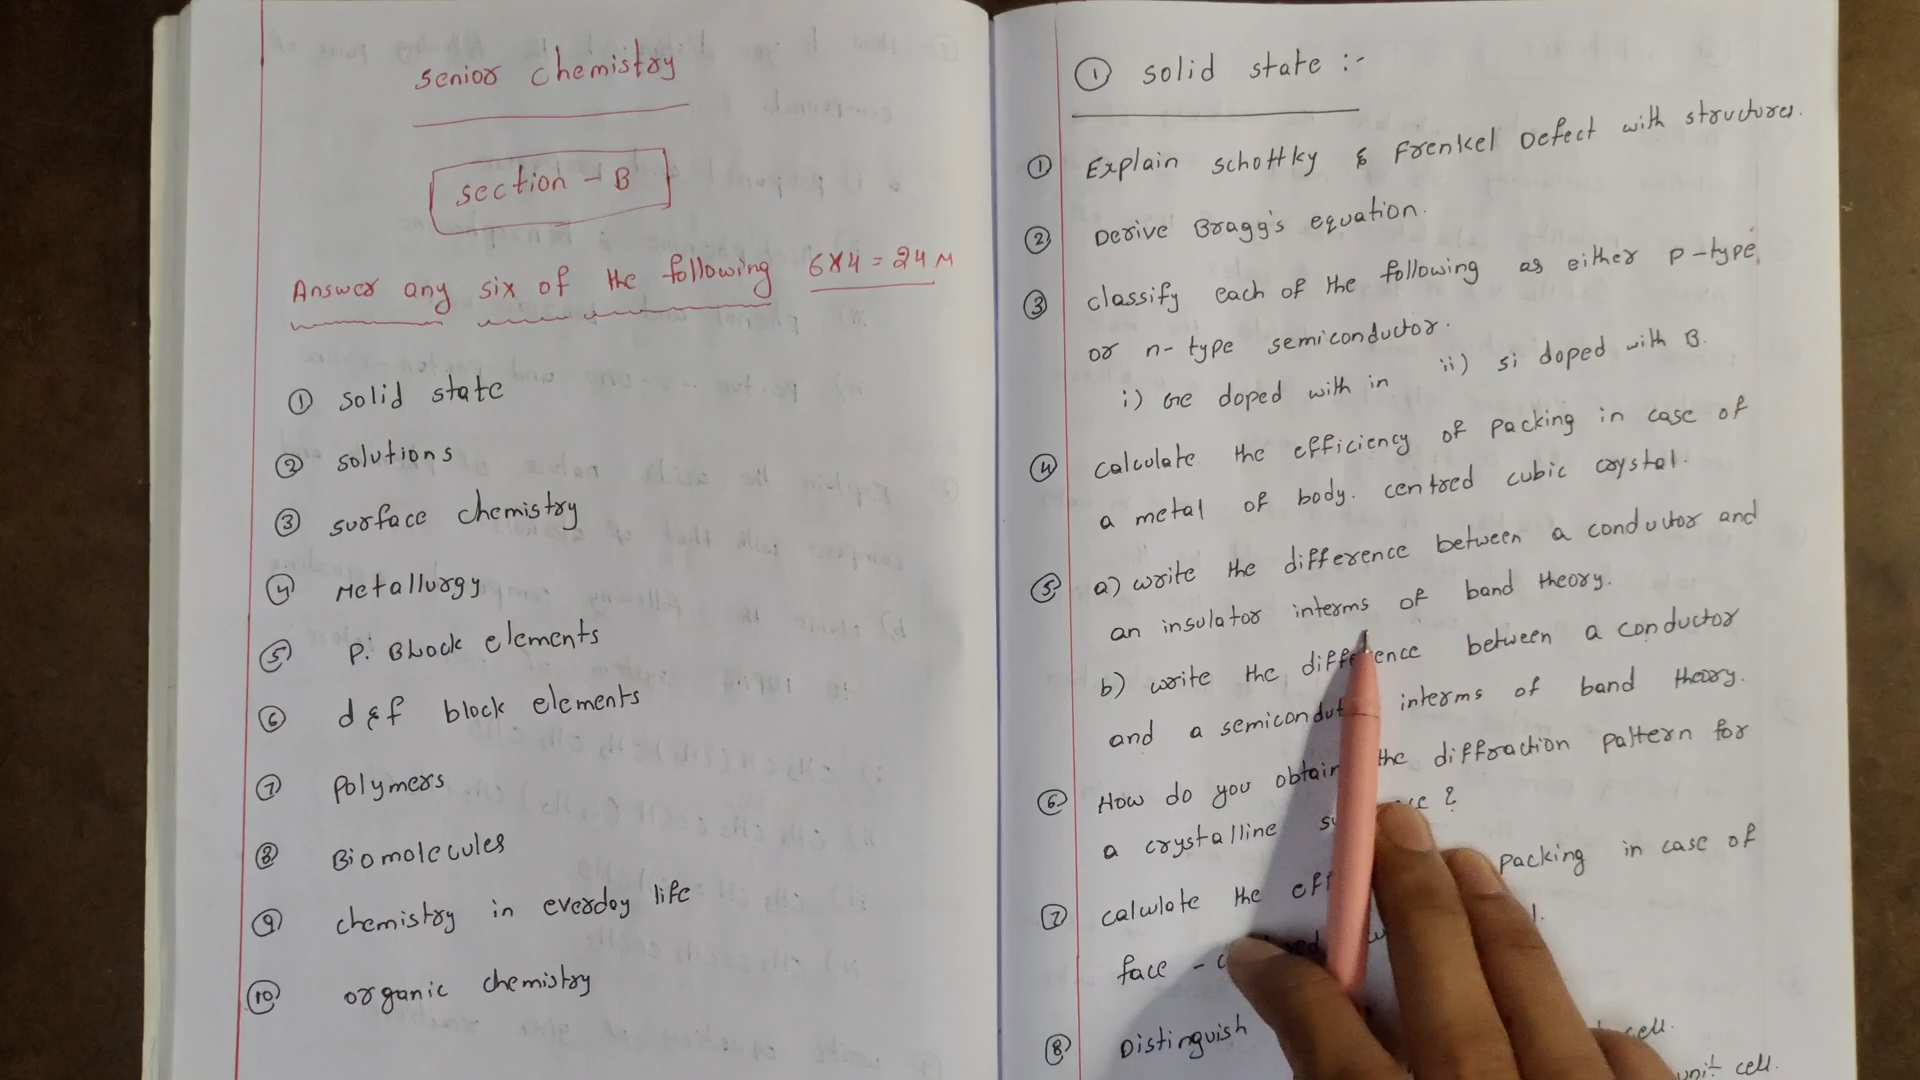 senior chemistry
section - B
Answer any six of the following 6x4 = 24 M
① solid state
② solutions
③ surface chemistry
④ Metallurgy
⑤ P. Block elements
⑥ d & f block elements
⑦ polymers
⑧ Biomolecules
⑨ chemistry in everday life
⑩ organic chemistry
① solid state :-
① Explain schottky & Frenkel Defect with structures.
② Derive Bragg's equation.
③ classify each of the following as either p-type
or n-type semiconductor.
i) Ge doped with in ii) si doped with B.
④ calculate the efficiency of packing in case of
a metal of body. centred cubic crystal.
⑤ a) write the difference between a conductor and
an insulator interms of band theory.
b) write the difference between a conductor
and a interms of band theory.
⑥ How do you obtain the diffraction pattern for
a crystalline ?
⑦ calculate the packing in case of
face -
⑧ Distinguish cell.
unit cell.